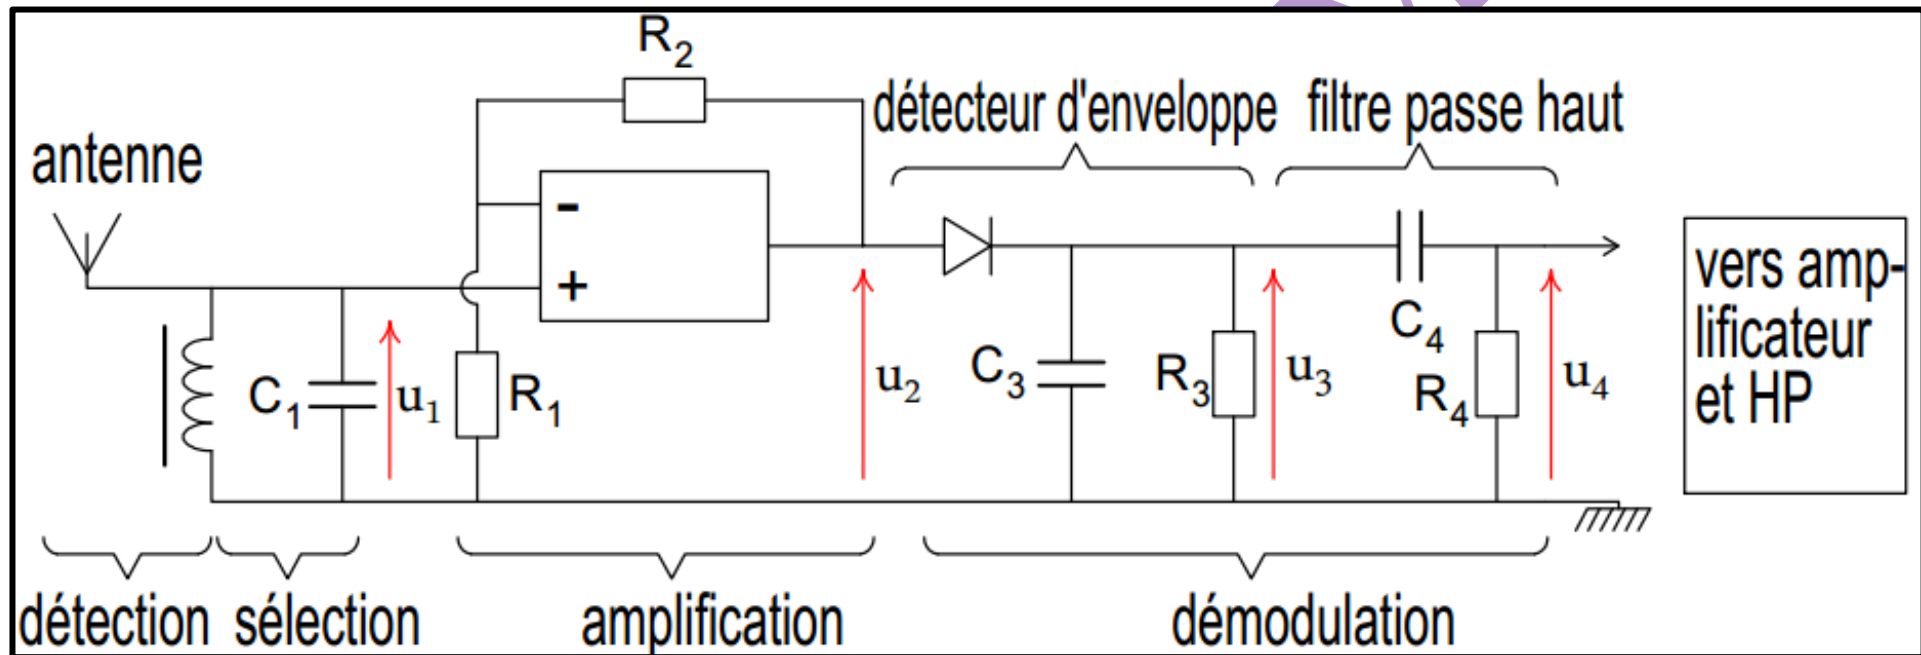 R2
détecteur d'enveloppe filtre passe haut
antenne
-
+
C1
u1
R1
u2
C3
R3
u3
C4
R4
u4
vers amp-
lificateur
et HP
détection sélection amplification démodulation